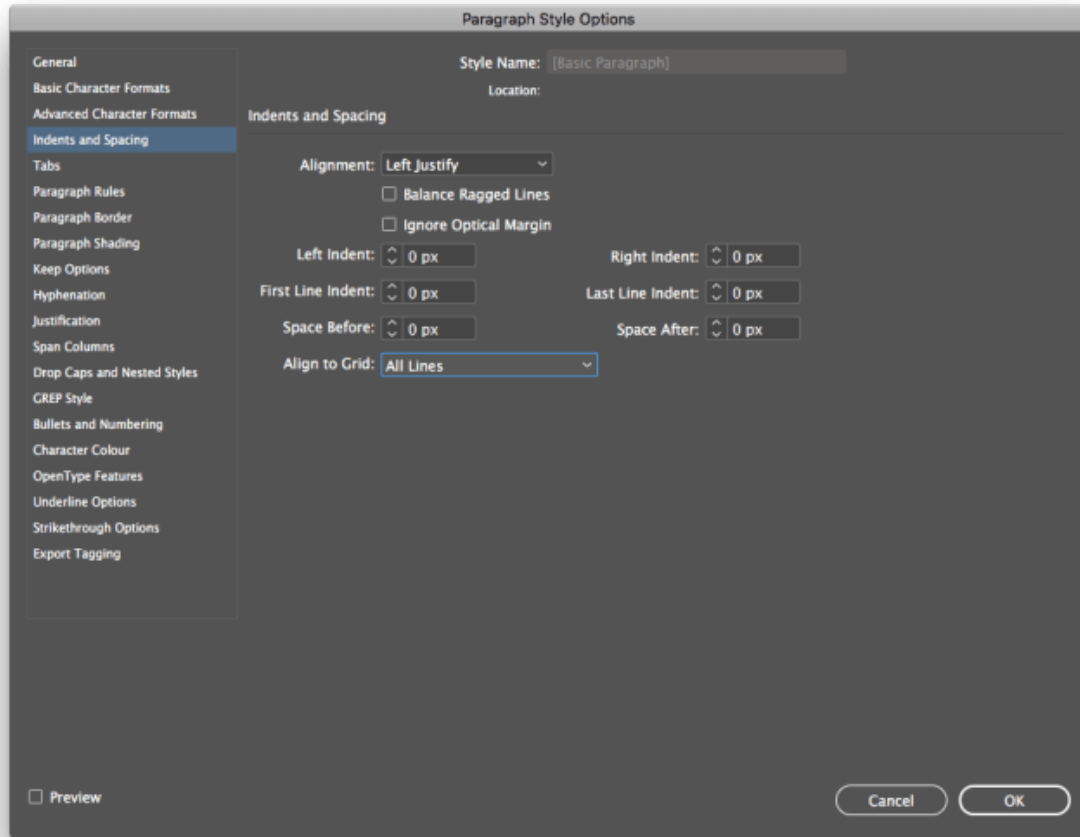 Paragraph Style Options
General
Basic Character Formats
Advanced Character Formats
Indents and Spacing
Tabs
Paragraph Rules
Paragraph Border
Paragraph Shading
Keep Options
Hyphenation
Justification
Span Columns
Drop Caps and Nested Styles
GREP Style
Bullets and Numbering
Character Colour
OpenType Features
Underline Options
Strikethrough Options
Export Tagging
Style Name: [Basic Paragraph]
Location:
Indents and Spacing
Alignment: Left Justify
Balance Ragged Lines
Ignore Optical Margin
Left Indent: 0 px Right Indent: 0 px
First Line Indent: 0 px Last Line Indent: 0 px
Space Before: 0 px Space After: 0 px
Align to Grid: All Lines
Preview Cancel OK